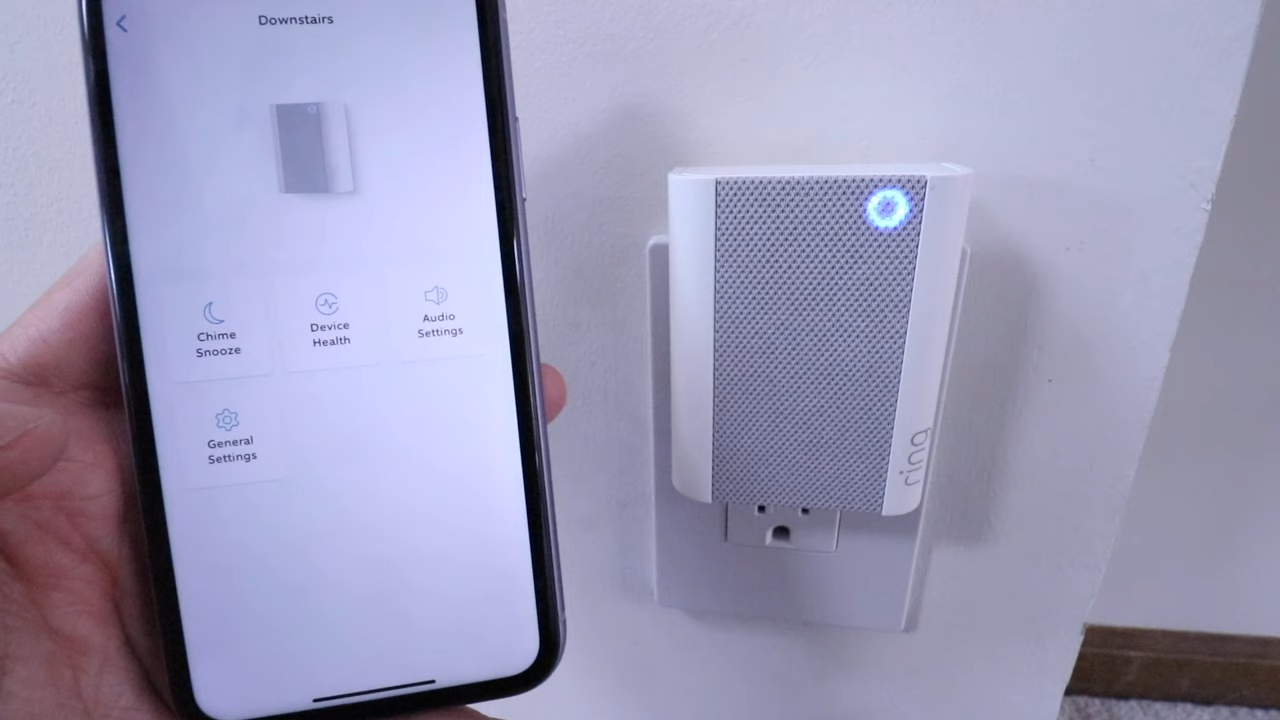 Downstairs
Chime
Snooze
Device
Health
Audio
Settings
General
Settings
ring